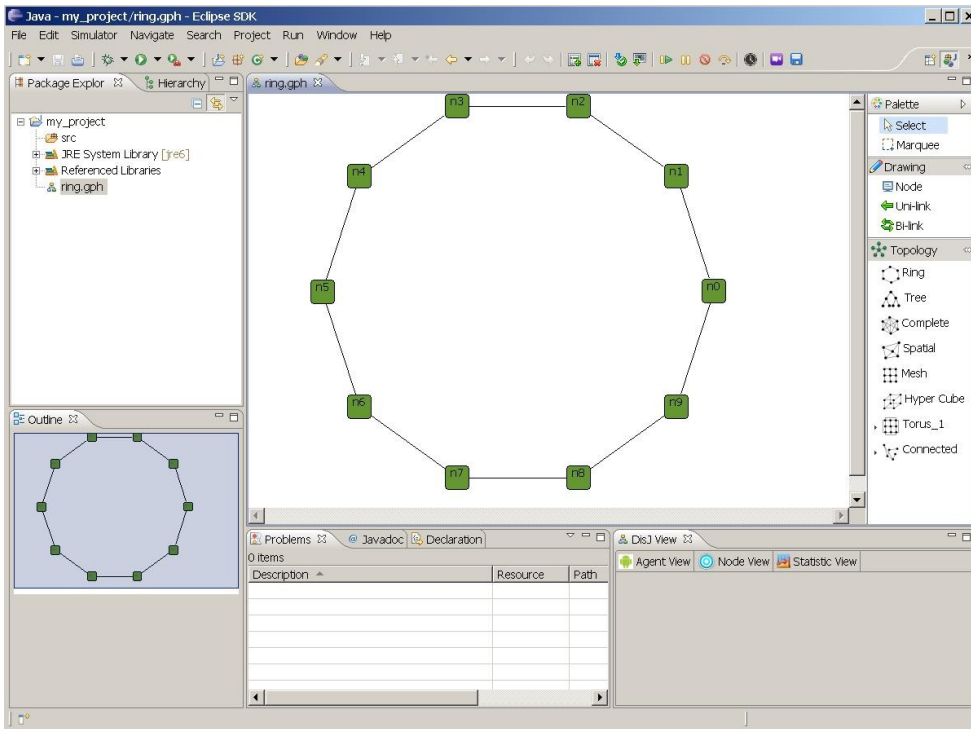 Java - my_project/ring.gph - Eclipse SDK
File Edit Simulator Navigate Search Project Run Window Help
Package Explor
Hierarchy
my_project
src
JRE System Library [jre6]
Referenced Libraries
ring.gph
Outline
ring.gph
n3
n2
n4
n1
n5
n0
n6
n9
n7
n8
Palette
Select
Marquee
Drawing
Node
Uni-link
Bi-link
Topology
Ring
Tree
Complete
Spatial
Mesh
Hyper Cube
Torus_1
Connected
Problems
@ Javadoc
Declaration
0 items
Description Resource Path
DisJ View
Agent View Node View Statistic View